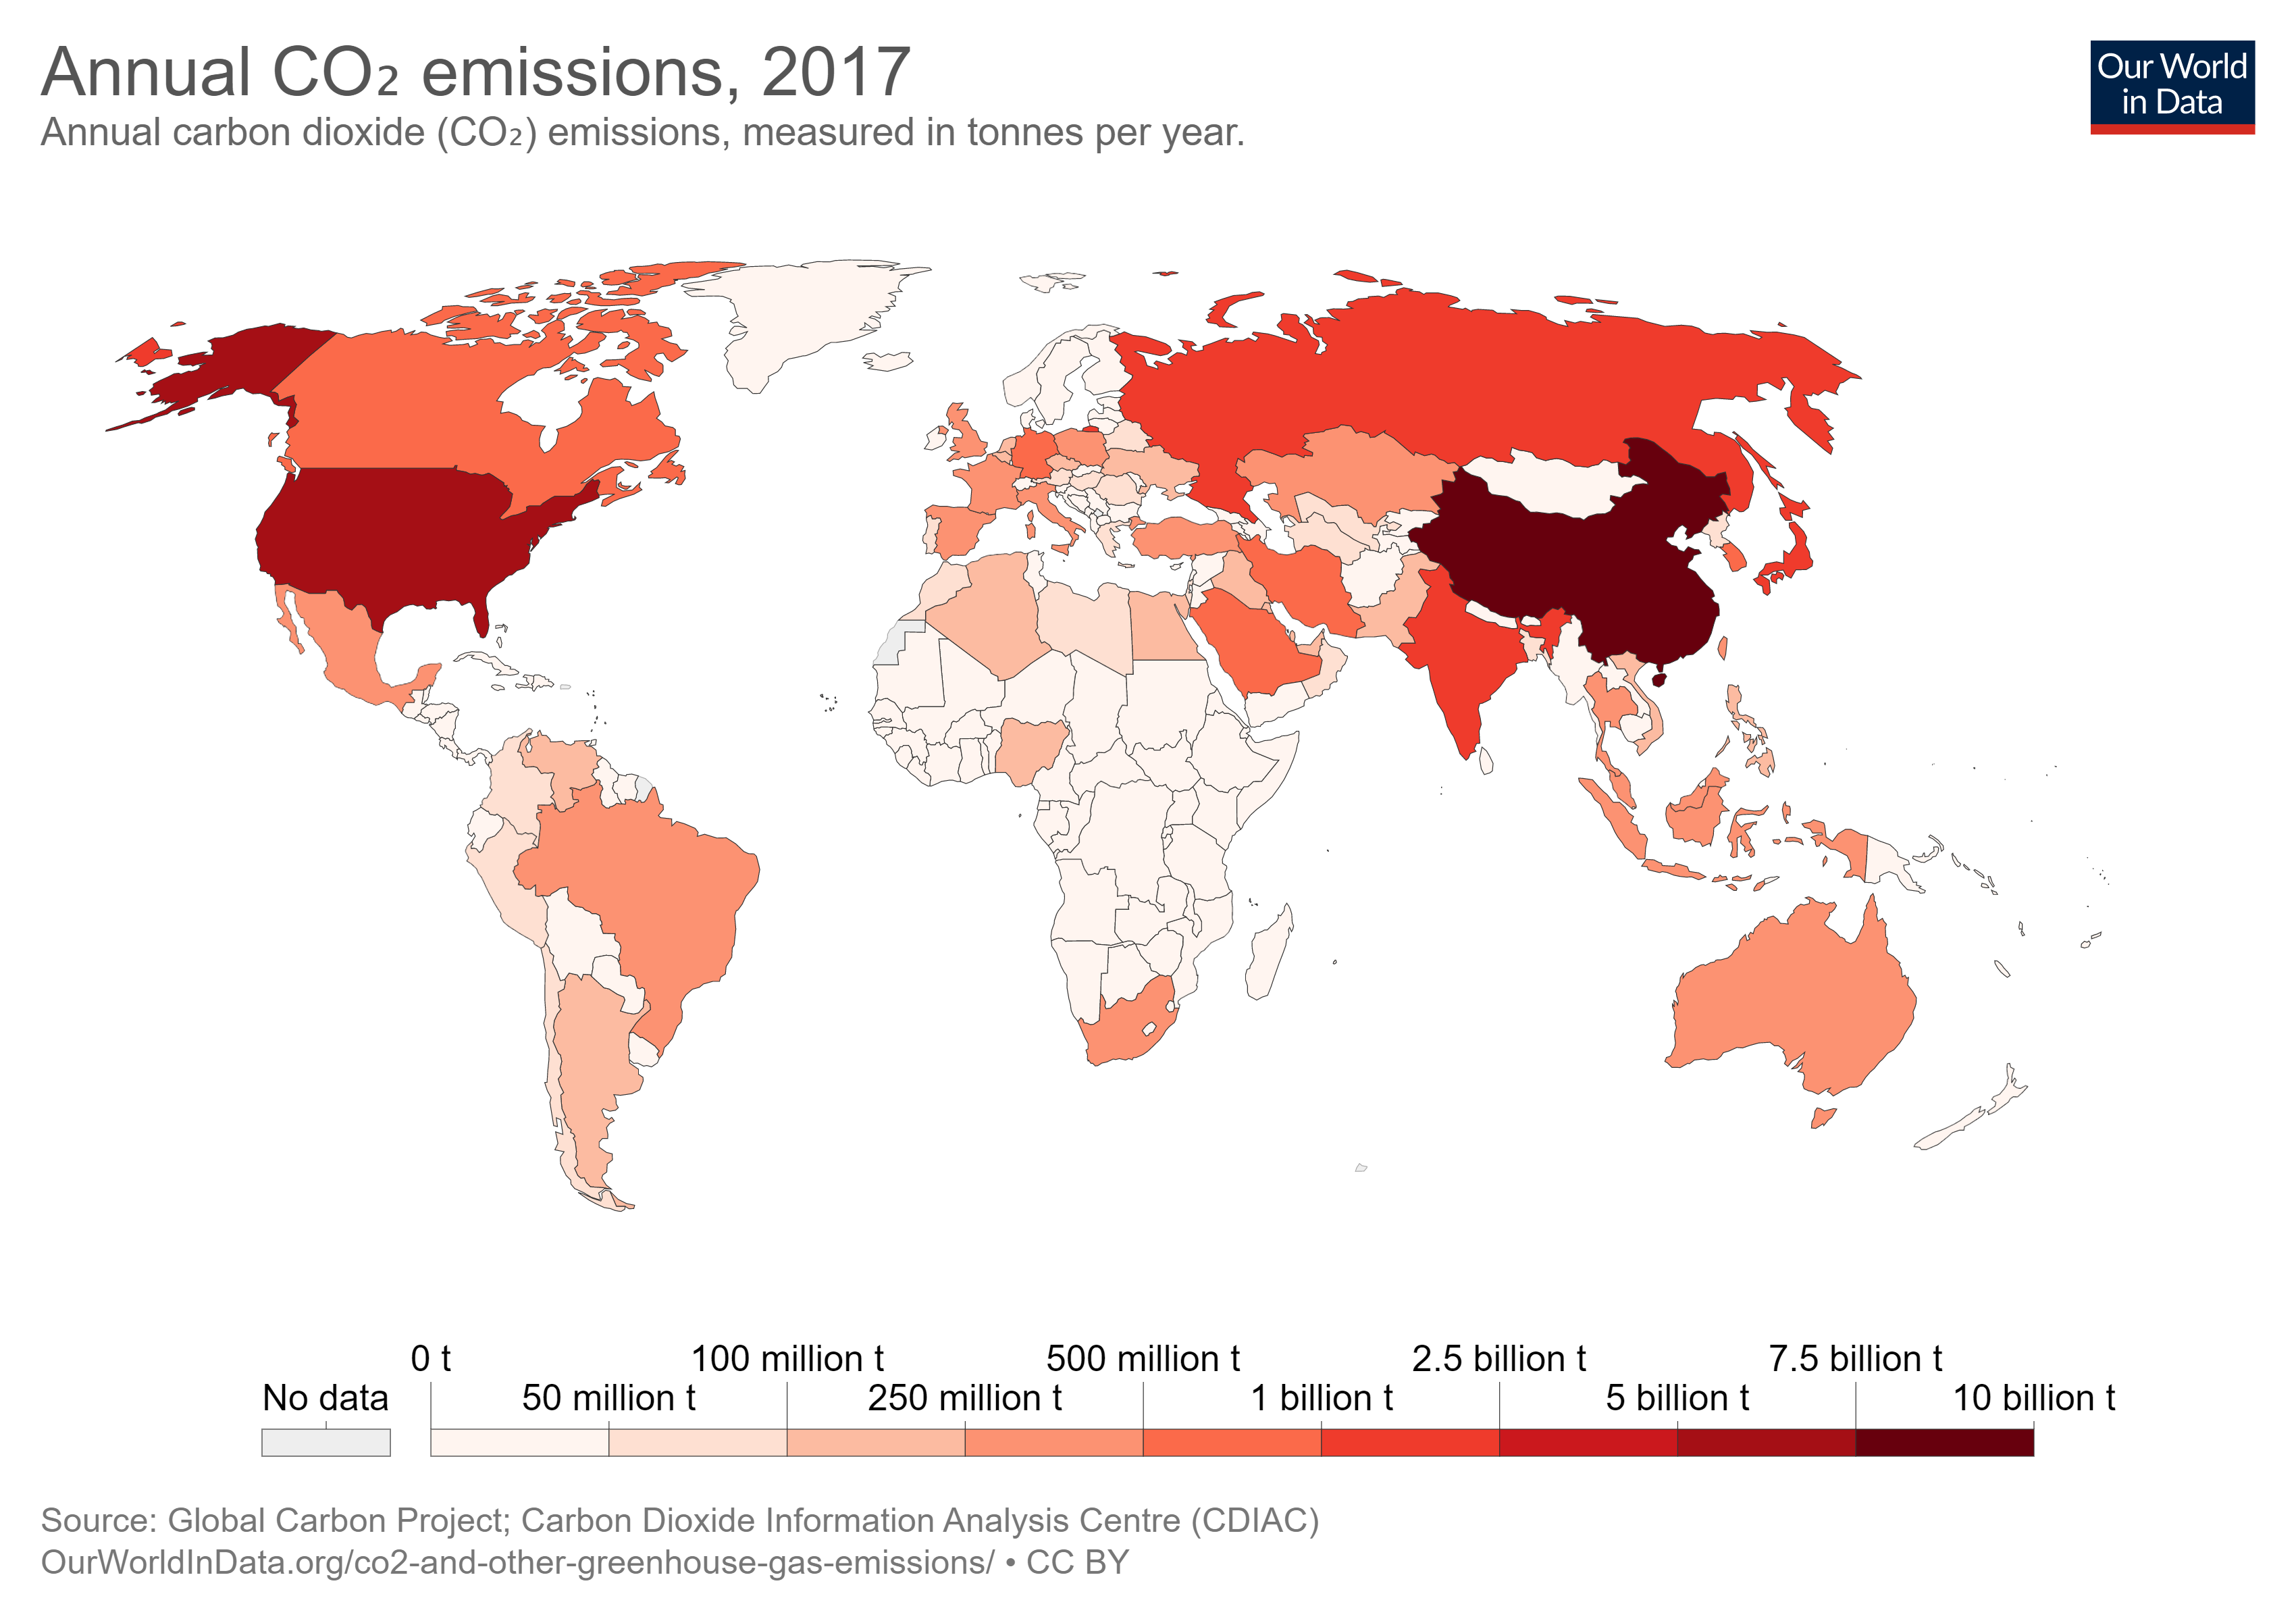 Annual CO₂ emissions, 2017
Annual carbon dioxide (CO₂) emissions, measured in tonnes per year.
Our World
in Data
0 t
100 million t
500 million t
2.5 billion t
7.5 billion t
No data
50 million t
250 million t
1 billion t
5 billion t
10 billion t
Source: Global Carbon Project; Carbon Dioxide Information Analysis Centre (CDIAC)
OurWorldInData.org/co2-and-other-greenhouse-gas-emissions/ • CC BY